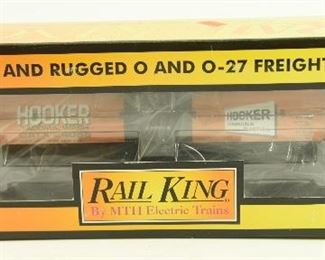 AND RUGGED O AND O-27 FREIGHT
HOOKER
HOOKER
RAIL KING
By MTH Electric Trains